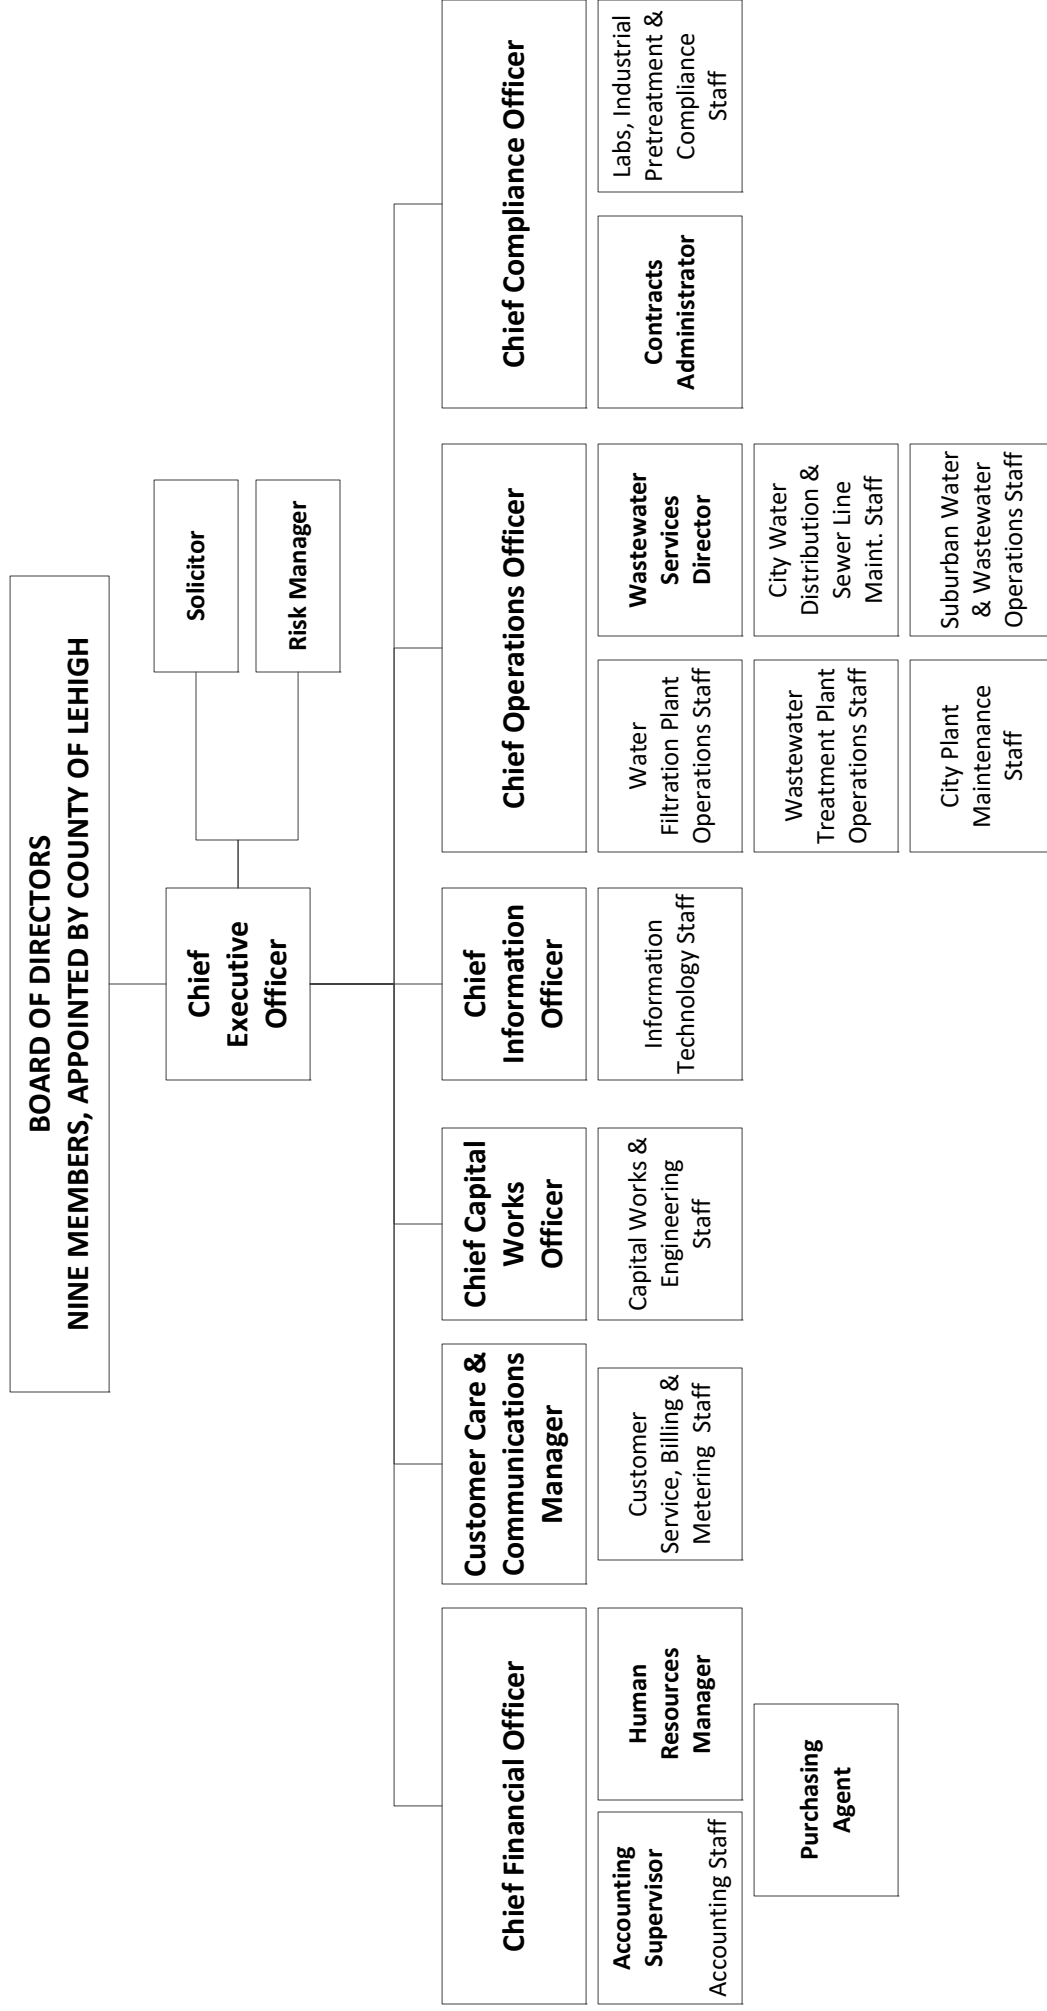 BOARD OF DIRECTORS
NINE MEMBERS, APPOINTED BY COUNTY OF LEHIGH
Chief
Executive
Officer
Solicitor
Risk Manager
Chief Financial Officer
Accounting
Supervisor
Accounting Staff
Human
Resources
Manager
Purchasing
Agent
Customer Care &
Communications
Manager
Customer
Service, Billing &
Metering Staff
Chief Capital
Works
Officer
Capital Works &
Engineering
Staff
Chief
Information
Officer
Information
Technology Staff
Chief Operations Officer
Water
Filtration Plant
Operations Staff
Wastewater
Services
Director
Wastewater
Treatment Plant
Operations Staff
City Water
Distribution &
Sewer Line
Maint. Staff
City Plant
Maintenance
Staff
Suburban Water
& Wastewater
Operations Staff
Chief Compliance Officer
Contracts
Administrator
Labs, Industrial
Pretreatment &
Compliance
Staff